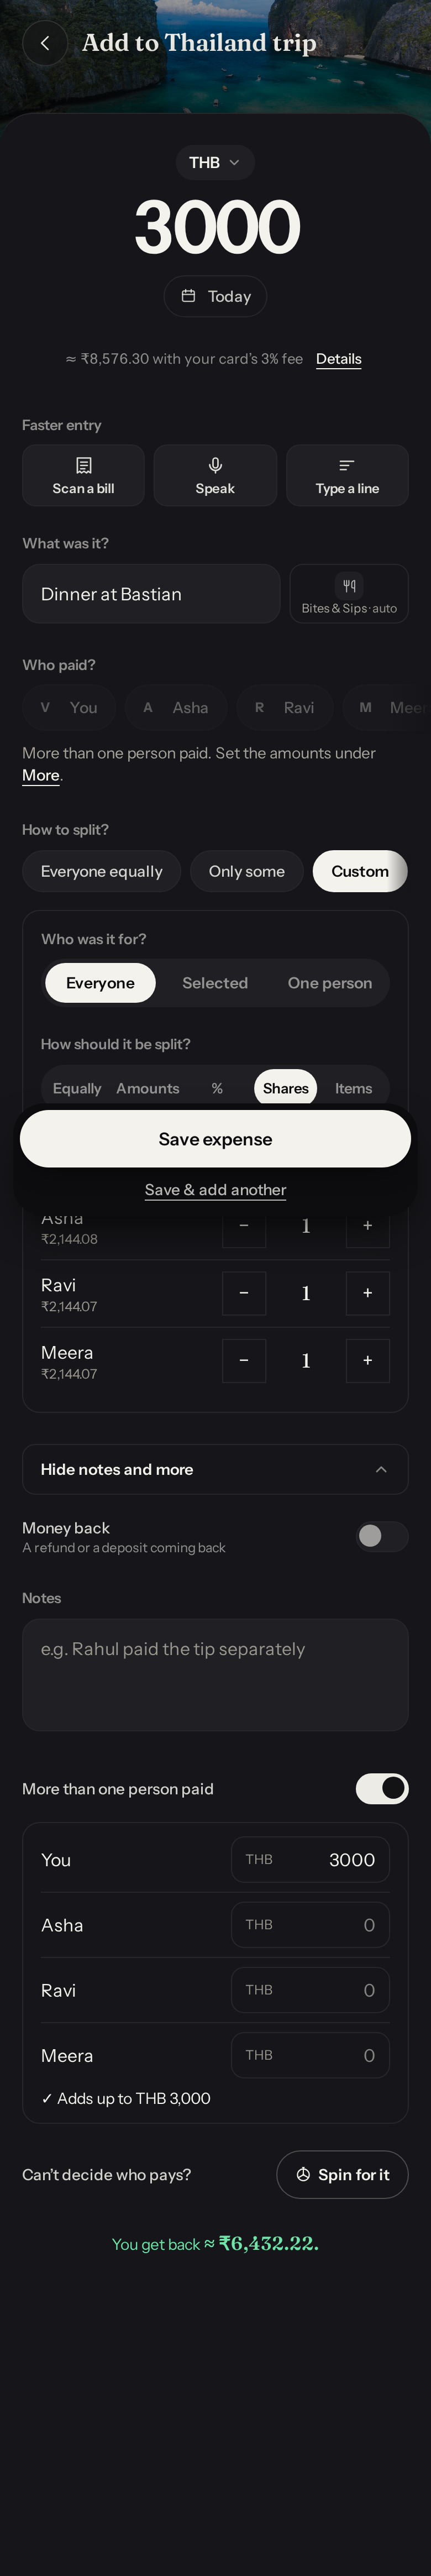 Add to Thailand trip
THB
3000
Today
≈ ₹8,576.30 with your card's 3% fee Details
Faster entry
Scan a bill Speak Type a line
What was it?
Dinner at Bastian
Bites & Sips · auto
Who paid?
V You A Asha R Ravi M Meer
More than one person paid. Set the amounts under
More.
How to split?
Everyone equally Only some Custom
Who was it for?
Everyone Selected One person
How should it be split?
Equally Amounts % Shares Items
Save expense
Save & add another
Asha − 1 +
₹2,144.08
Ravi − 1 +
₹2,144.07
Meera − 1 +
₹2,144.07
Hide notes and more
Money back
A refund or a deposit coming back
Notes
e.g. Rahul paid the tip separately
More than one person paid
You THB 3000
Asha THB 0
Ravi THB 0
Meera THB 0
✓ Adds up to THB 3,000
Can't decide who pays? Spin for it
You get back ≈ ₹6,432.22.